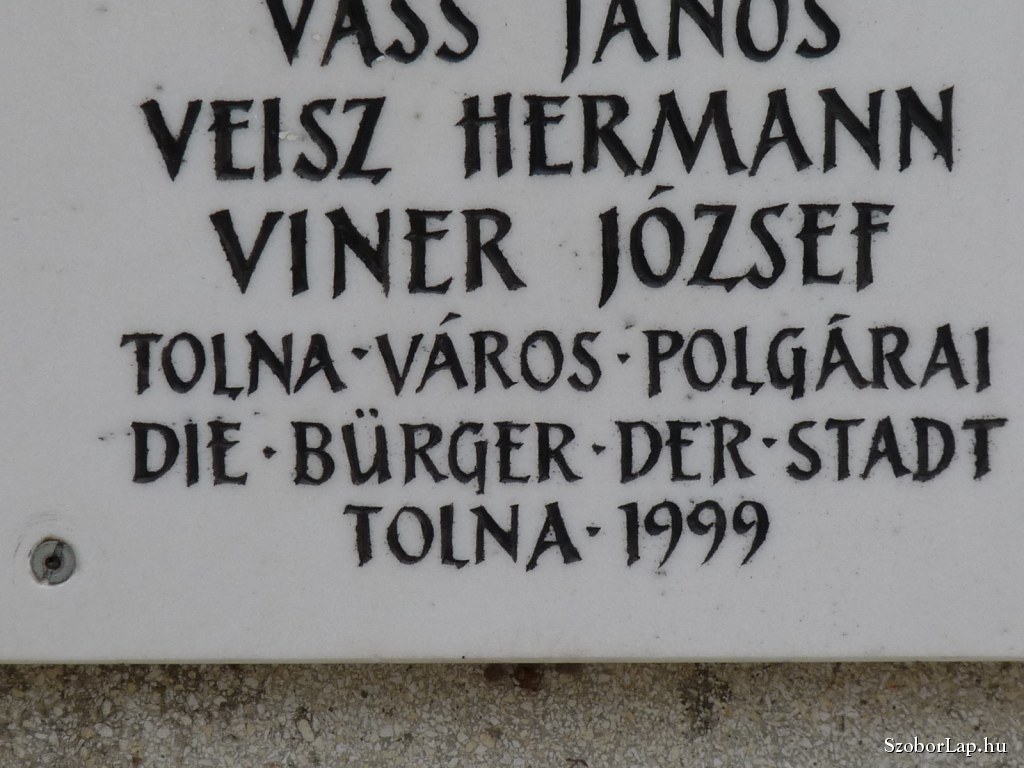 VASS JÁNOS
VEISZ HERMANN
VINER JÓZSEF
TOLNA · VÁROS · POLGÁRAI
DIE · BÜRGER · DER · STADT
TOLNA · 1999
SzoborLap.hu